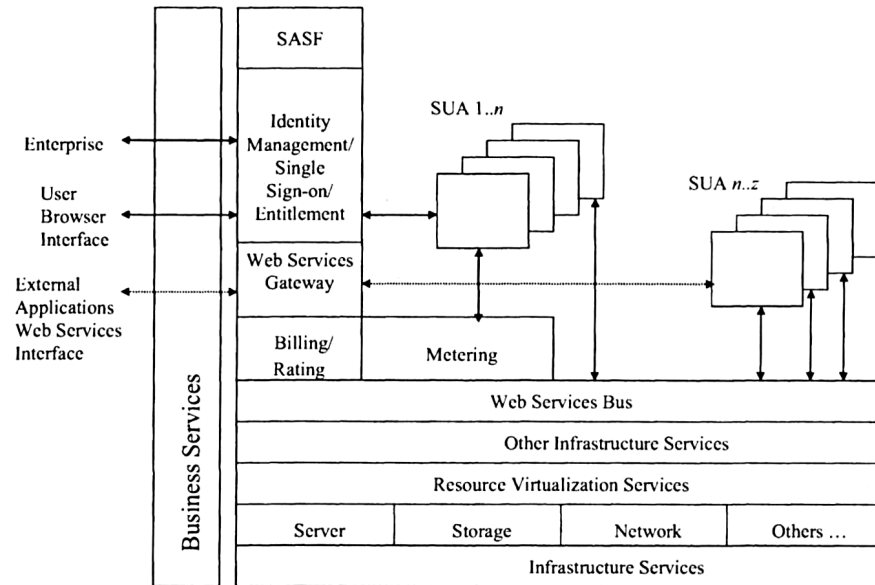 SASF
Identity
Management/
Single
Sign-on/
Entitlement
SUA 1..n
SUA n..z
Enterprise
User
Browser
Interface
Web Services
Gateway
External
Applications
Web Services
Interface
Billing/
Rating
Metering
Business Services
Web Services Bus
Other Infrastructure Services
Resource Virtualization Services
Server
Storage
Network
Others ...
Infrastructure Services